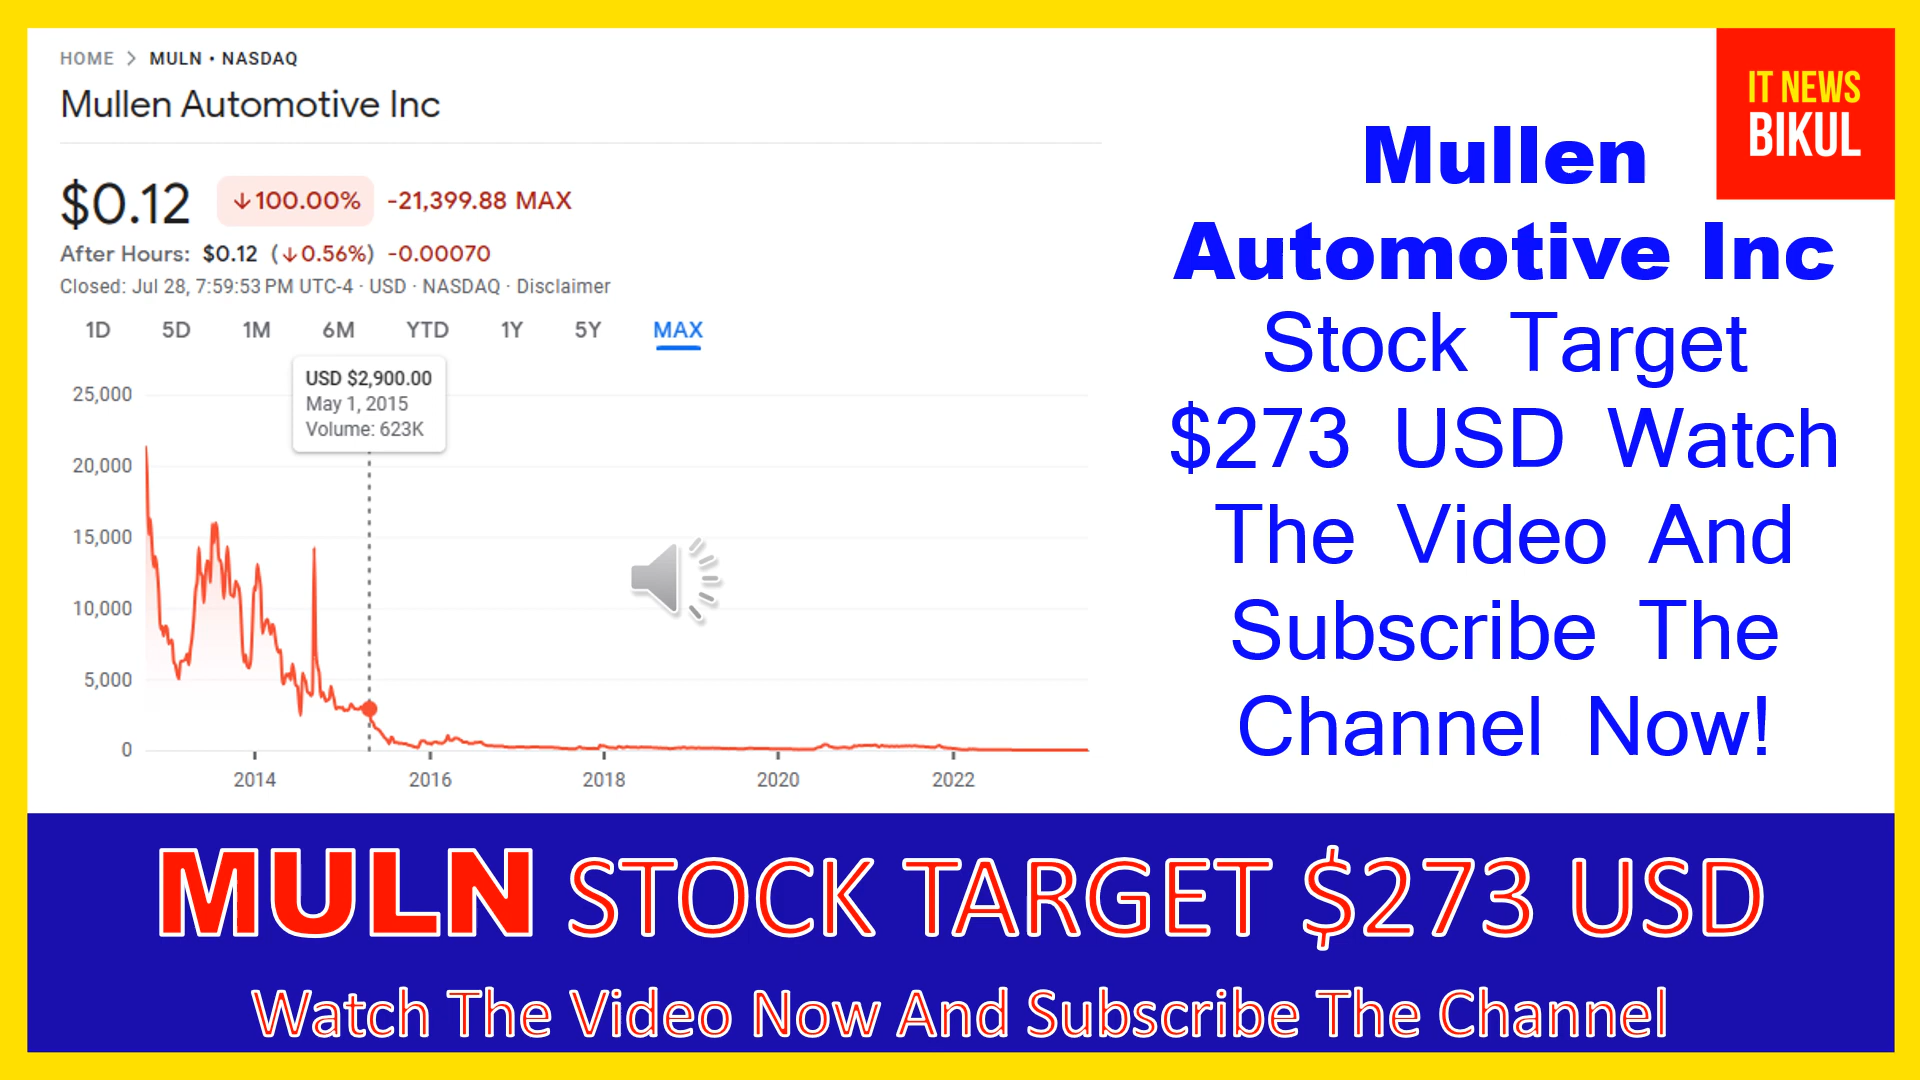 HOME > MULN • NASDAQ
Mullen Automotive Inc
$0.12 ↓100.00% -21,399.88 MAX
After Hours: $0.12 (↓0.56%) -0.00070
Closed: Jul 28, 7:59:53 PM UTC-4 · USD · NASDAQ · Disclaimer
1D 5D 1M 6M YTD 1Y 5Y MAX
USD $2,900.00
May 1, 2015
Volume: 623K
25,000
20,000
15,000
10,000
5,000
0
2014 2016 2018 2020 2022
IT NEWS
BIKUL
Mullen
Automotive Inc
Stock Target
$273 USD Watch
The Video And
Subscribe The
Channel Now!
MULN STOCK TARGET $273 USD
Watch The Video Now And Subscribe The Channel